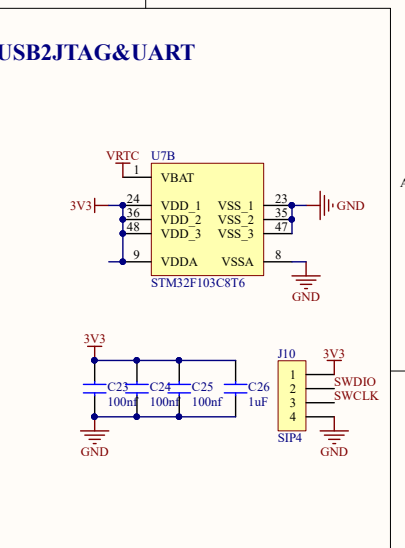 USB2JTAG&UART
VRTC U7B
1 VBAT
3V3 24 VDD_1 VSS_1 23 GND
36 VDD_2 VSS_2 35
48 VDD_3 VSS_3 47
9 VDDA VSSA 8
STM32F103C8T6 GND
3V3 J10 3V3
1
C23 C24 C25 C26 2 SWDIO
100nf 100nf 100nf 1uF 3 SWCLK
4
GND SIP4 GND
A